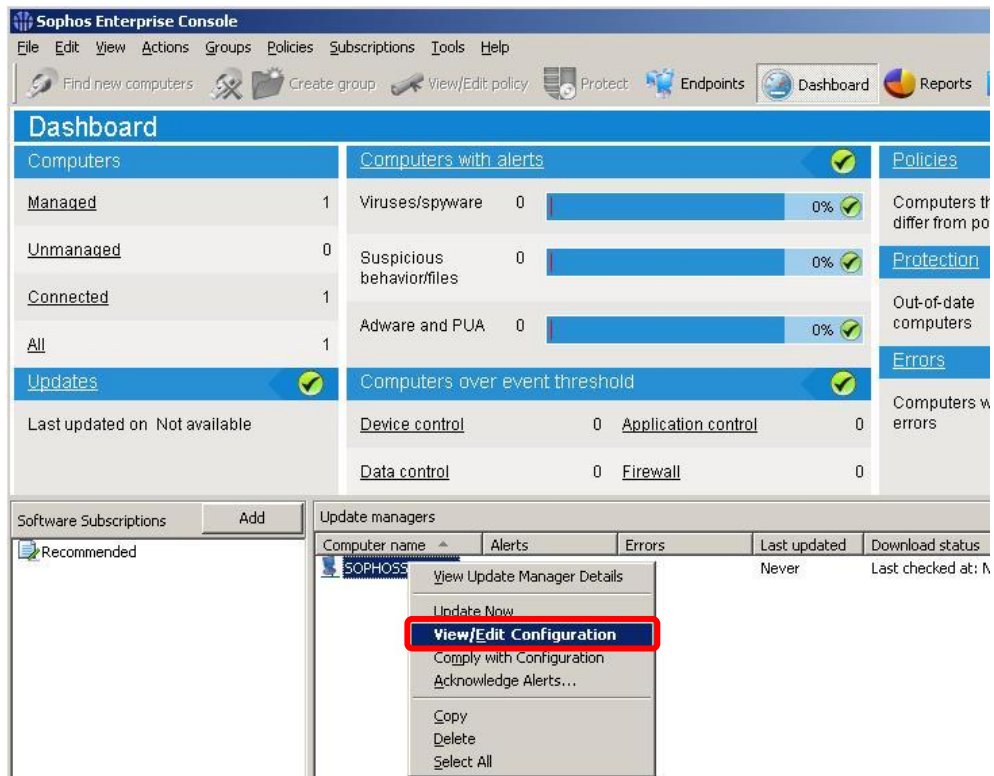 Sophos Enterprise Console
File Edit View Actions Groups Policies Subscriptions Tools Help
Find new computers Create group View/Edit policy Protect Endpoints Dashboard Reports
Dashboard
Computers
Managed 1
Unmanaged 0
Connected 1
All 1
Updates
Last updated on Not available
Computers with alerts
Viruses/spyware 0 0%
Suspicious 0 0%
behavior/files
Adware and PUA 0 0%
Computers over event threshold
Device control 0 Application control 0
Data control 0 Firewall 0
Policies
Computers th
differ from po
Protection
Out-of-date
computers
Errors
Computers w
errors
Software Subscriptions Add
Recommended
Update managers
Computer name Alerts Errors Last updated Download status
SOPHOSS Never Last checked at: N
View Update Manager Details
Update Now
View/Edit Configuration
Comply with Configuration
Acknowledge Alerts...
Copy
Delete
Select All